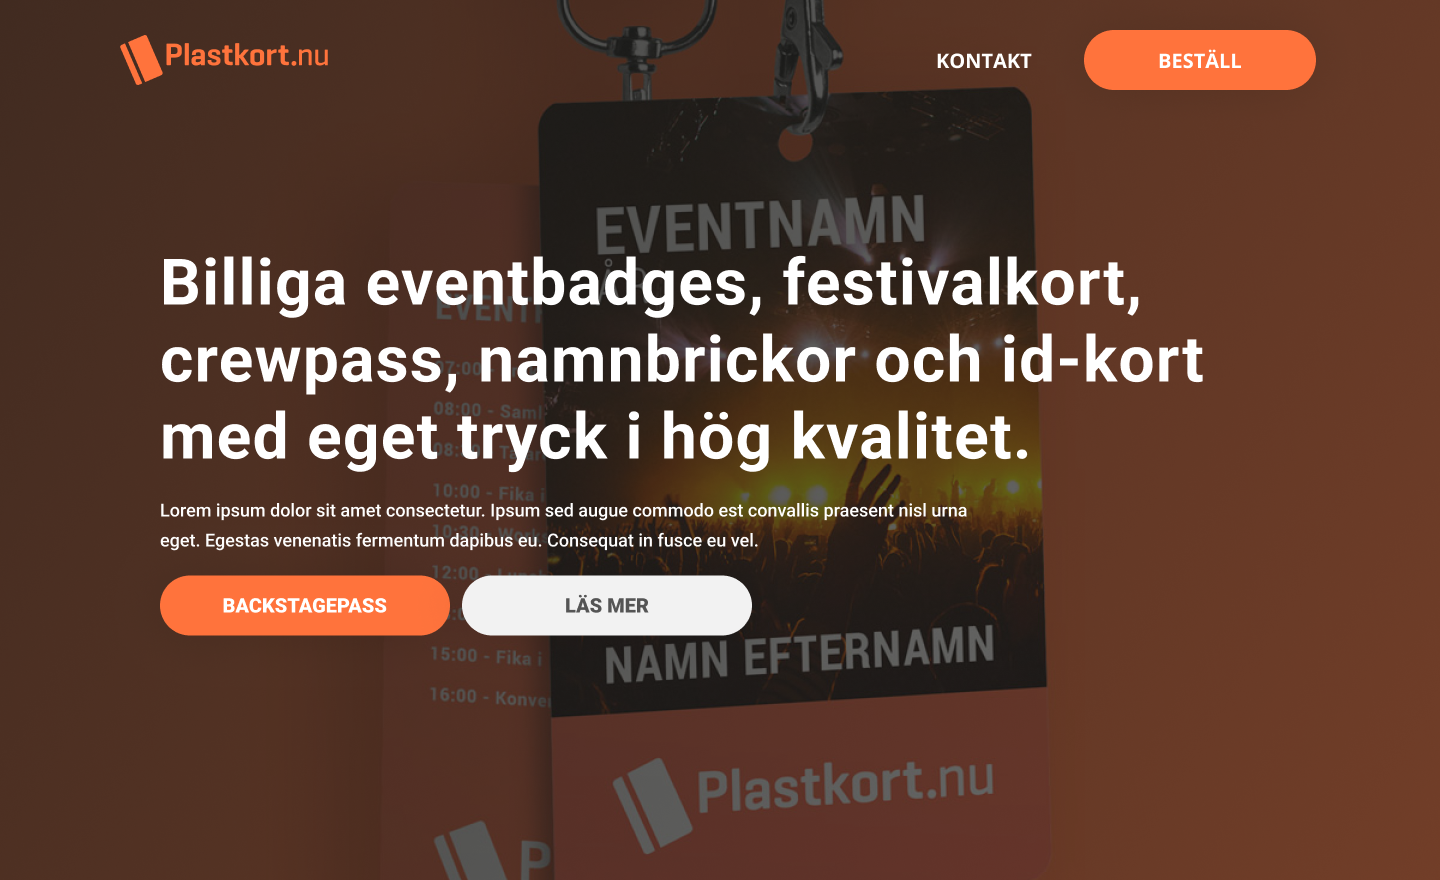 Plastkort.nu
KONTAKT
BESTÄLL
EVENTNAMN
Billiga eventbadges, festivalkort,
crewpass, namnbrickor och id-kort
med eget tryck i hög kvalitet.
Lorem ipsum dolor sit amet consectetur. Ipsum sed augue commodo est convallis praesent nisl urna
eget. Egestas venenatis fermentum dapibus eu. Consequat in fusce eu vel.
BACKSTAGEPASS
LÄS MER
07:00 -
08:00 - Saml
10:00 - Fika i
12:00 -
15:00 - Fika i
16:00 - Konve
NAMN EFTERNAMN
Plastkort.nu